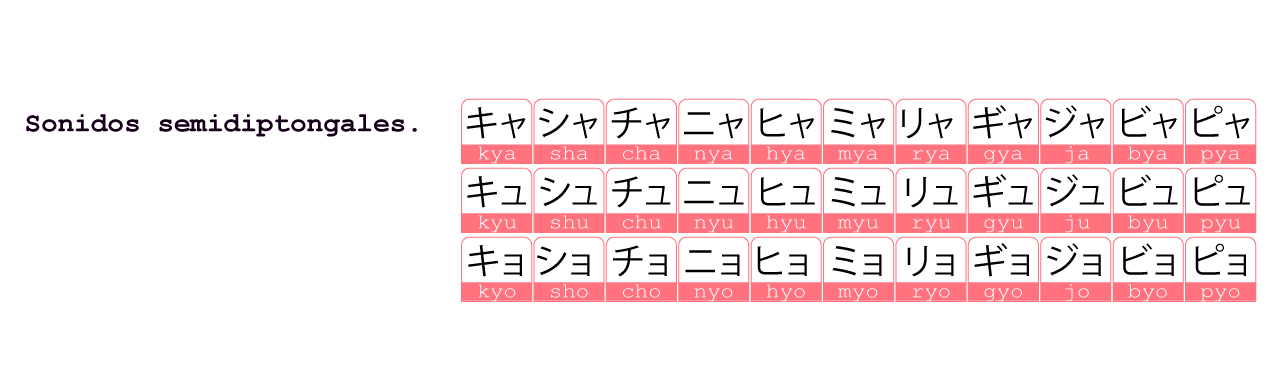 Sonidos semidiptongales.
キャ シャ チャ ニャ ヒャ ミャ リャ ギャ ジャ ビャ ピャ
kya sha cha nya hya mya rya gya ja bya pya
キュ シュ チュ ニュ ヒュ ミュ リュ ギュ ジュ ビュ ピュ
kyu shu chu nyu hyu myu ryu gyu ju byu pyu
キョ ショ チョ ニョ ヒョ ミョ リョ ギョ ジョ ビョ ピョ
kyo sho cho nyo hyo myo ryo gyo jo byo pyo